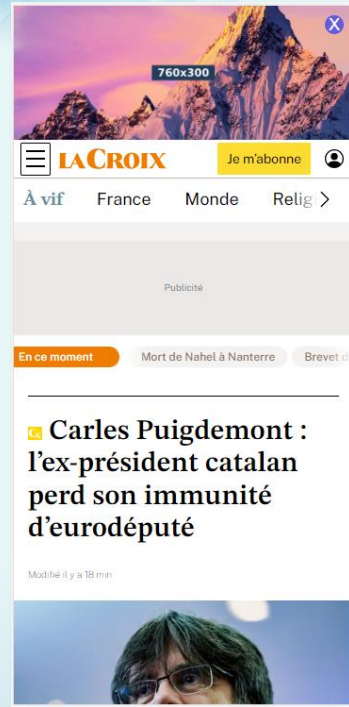 760x300
X
LA CROIX
Je m'abonne
À vif France Monde Relig
Publicité
En ce moment Mort de Nahel à Nanterre Brevet d
Cx Carles Puigdemont :
l’ex-président catalan
perd son immunité
d’eurodéputé
Modifié il y a 18 min